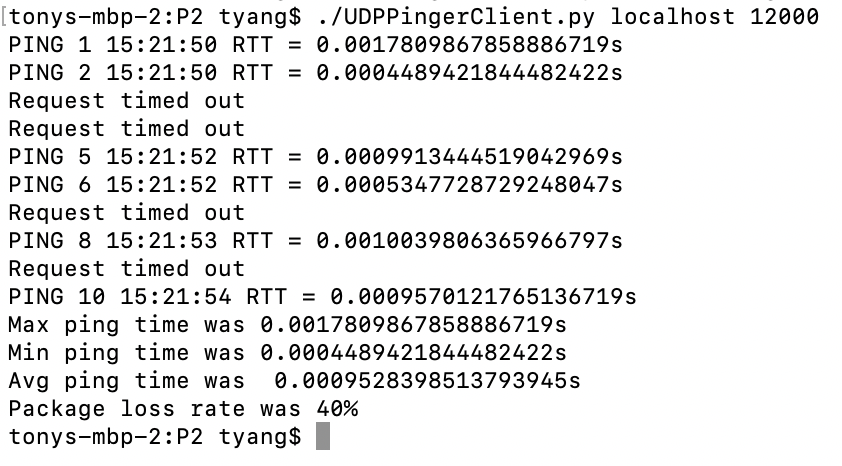 [tonys-mbp-2:P2 tyang$ ./UDPPingerClient.py localhost 12000
PING 1 15:21:50 RTT = 0.0017809867858886719s
PING 2 15:21:50 RTT = 0.0004489421844482422s
Request timed out
Request timed out
PING 5 15:21:52 RTT = 0.0009913444519042969s
PING 6 15:21:52 RTT = 0.0005347728729248047s
Request timed out
PING 8 15:21:53 RTT = 0.0010039806365966797s
Request timed out
PING 10 15:21:54 RTT = 0.0009570121765136719s
Max ping time was 0.0017809867858886719s
Min ping time was 0.0004489421844482422s
Avg ping time was  0.0009528398513793945s
Package loss rate was 40%
tonys-mbp-2:P2 tyang$